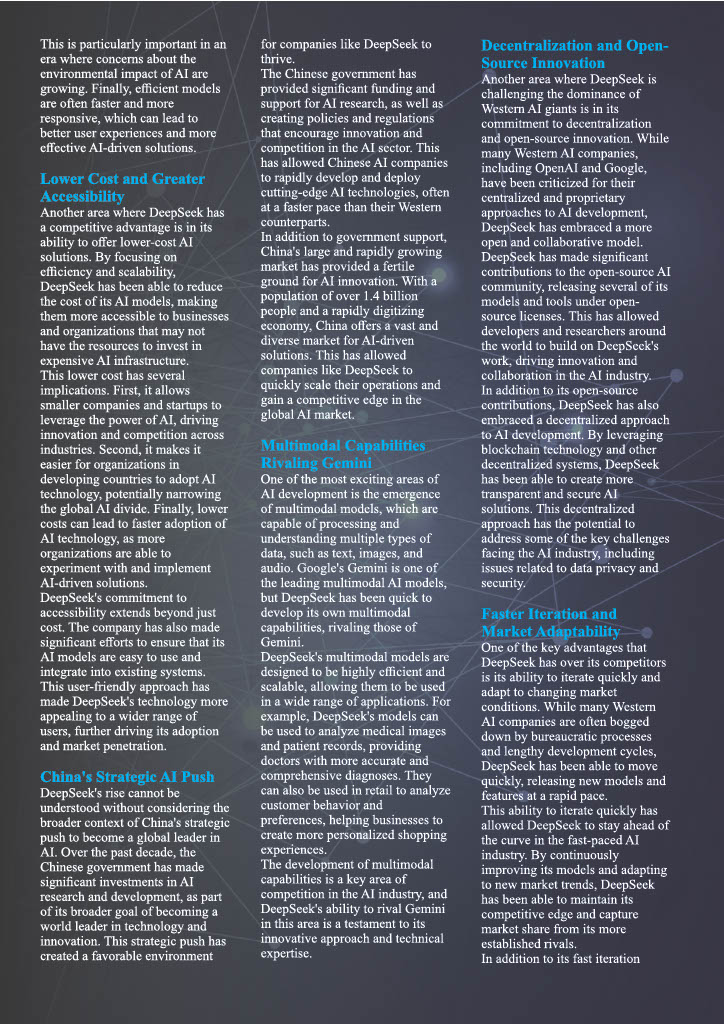 This is particularly important in an
era where concerns about the
environmental impact of AI are
growing. Finally, efficient models
are often faster and more
responsive, which can lead to
better user experiences and more
effective AI-driven solutions.
Lower Cost and Greater
Accessibility
Another area where DeepSeek has
a competitive advantage is in its
ability to offer lower-cost AI
solutions. By focusing on
efficiency and scalability,
DeepSeek has been able to reduce
the cost of its AI models, making
them more accessible to businesses
and organizations that may not
have the resources to invest in
expensive AI infrastructure.
This lower cost has several
implications. First, it allows
smaller companies and startups to
leverage the power of AI, driving
innovation and competition across
industries. Second, it makes it
easier for organizations in
developing countries to adopt AI
technology, potentially narrowing
the global AI divide. Finally, lower
costs can lead to faster adoption of
AI technology, as more
organizations are able to
experiment with and implement
AI-driven solutions.
DeepSeek's commitment to
accessibility extends beyond just
cost. The company has also made
significant efforts to ensure that its
AI models are easy to use and
integrate into existing systems.
This user-friendly approach has
made DeepSeek's technology more
appealing to a wider range of
users, further driving its adoption
and market penetration.
China's Strategic AI Push
DeepSeek's rise cannot be
understood without considering the
broader context of China's strategic
push to become a global leader in
AI. Over the past decade, the
Chinese government has made
significant investments in AI
research and development, as part
of its broader goal of becoming a
world leader in technology and
innovation. This strategic push has
created a favorable environment
for companies like DeepSeek to
thrive.
The Chinese government has
provided significant funding and
support for AI research, as well as
creating policies and regulations
that encourage innovation and
competition in the AI sector. This
has allowed Chinese AI companies
to rapidly develop and deploy
cutting-edge AI technologies, often
at a faster pace than their Western
counterparts.
In addition to government support,
China's large and rapidly growing
market has provided a fertile
ground for AI innovation. With a
population of over 1.4 billion
people and a rapidly digitizing
economy, China offers a vast and
diverse market for AI-driven
solutions. This has allowed
companies like DeepSeek to
quickly scale their operations and
gain a competitive edge in the
global AI market.
Multimodal Capabilities
Rivaling Gemini
One of the most exciting areas of
AI development is the emergence
of multimodal models, which are
capable of processing and
understanding multiple types of
data, such as text, images, and
audio. Google's Gemini is one of
the leading multimodal AI models,
but DeepSeek has been quick to
develop its own multimodal
capabilities, rivaling those of
Gemini.
DeepSeek's multimodal models are
designed to be highly efficient and
scalable, allowing them to be used
in a wide range of applications. For
example, DeepSeek's models can
be used to analyze medical images
and patient records, providing
doctors with more accurate and
comprehensive diagnoses. They
can also be used in retail to analyze
customer behavior and
preferences, helping businesses to
create more personalized shopping
experiences.
The development of multimodal
capabilities is a key area of
competition in the AI industry, and
DeepSeek's ability to rival Gemini
in this area is a testament to its
innovative approach and technical
expertise.
Decentralization and Open-
Source Innovation
Another area where DeepSeek is
challenging the dominance of
Western AI giants is in its
commitment to decentralization
and open-source innovation. While
many Western AI companies,
including OpenAI and Google,
have been criticized for their
centralized and proprietary
approaches to AI development,
DeepSeek has embraced a more
open and collaborative model.
DeepSeek has made significant
contributions to the open-source AI
community, releasing several of its
models and tools under open-
source licenses. This has allowed
developers and researchers around
the world to build on DeepSeek's
work, driving innovation and
collaboration in the AI industry.
In addition to its open-source
contributions, DeepSeek has also
embraced a decentralized approach
to AI development. By leveraging
blockchain technology and other
decentralized systems, DeepSeek
has been able to create more
transparent and secure AI
solutions. This decentralized
approach has the potential to
address some of the key challenges
facing the AI industry, including
issues related to data privacy and
security.
Faster Iteration and
Market Adaptability
One of the key advantages that
DeepSeek has over its competitors
is its ability to iterate quickly and
adapt to changing market
conditions. While many Western
AI companies are often bogged
down by bureaucratic processes
and lengthy development cycles,
DeepSeek has been able to move
quickly, releasing new models and
features at a rapid pace.
This ability to iterate quickly has
allowed DeepSeek to stay ahead of
the curve in the fast-paced AI
industry. By continuously
improving its models and adapting
to new market trends, DeepSeek
has been able to maintain its
competitive edge and capture
market share from its more
established rivals.
In addition to its fast iteration